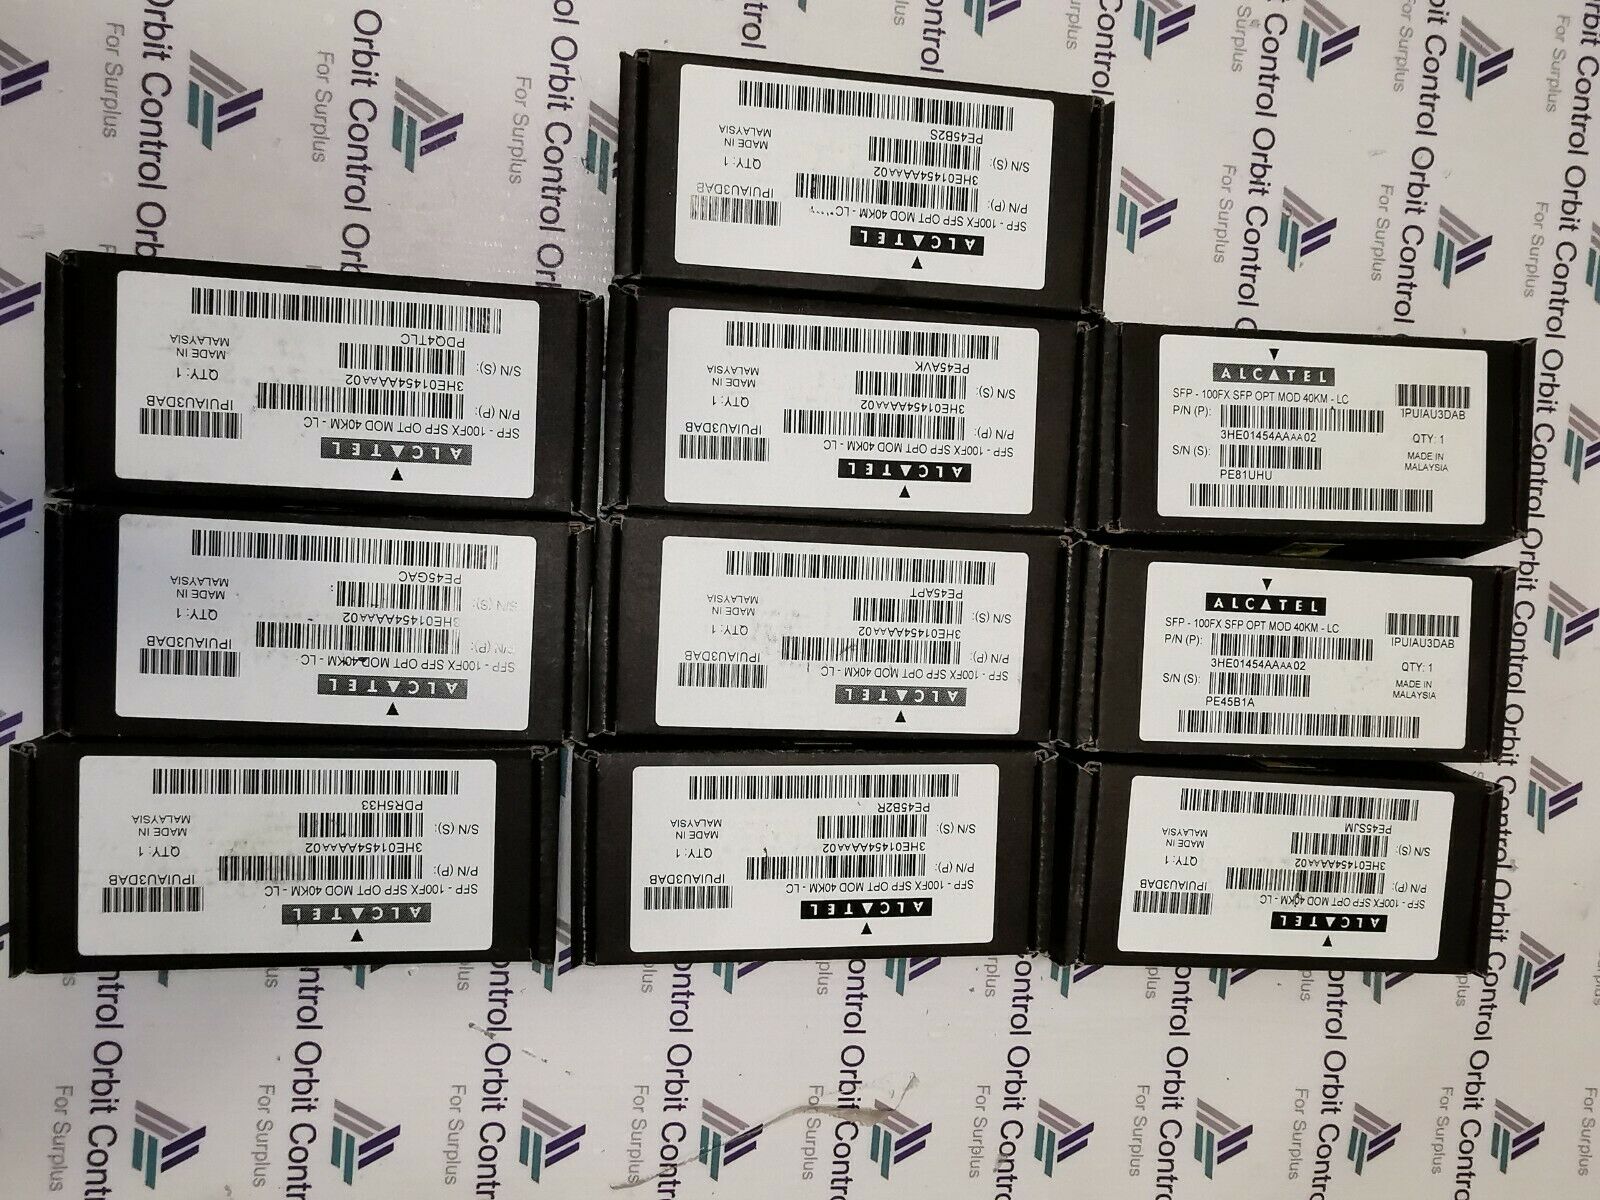 ALCATEL
SFP - 100FX SFP OPT MOD 40KM - LC
P/N (P):
3HE01454AAAA02
S/N (S):
PE45B2S
IPUIAU3DAB
QTY: 1
MADE IN
MALAYSIA
ALCATEL
SFP - 100FX SFP OPT MOD 40KM - LC
P/N (P):
3HE01454AAAA02
S/N (S):
PDQ4TLC
IPUIAU3DAB
QTY: 1
MADE IN
MALAYSIA
ALCATEL
SFP - 100FX SFP OPT MOD 40KM - LC
P/N (P):
3HE01454AAAA02
S/N (S):
PE45AVK
IPUIAU3DAB
QTY: 1
MADE IN
MALAYSIA
ALCATEL
SFP - 100FX SFP OPT MOD 40KM - LC
P/N (P):
3HE01454AAAA02
S/N (S):
PE81UHU
IPUIAU3DAB
QTY: 1
MADE IN
MALAYSIA
ALCATEL
SFP - 100FX SFP OPT MOD 40KM - LC
P/N (P):
3HE01454AAAA02
S/N (S):
PE45GAC
IPUIAU3DAB
QTY: 1
MADE IN
MALAYSIA
ALCATEL
SFP - 100FX SFP OPT MOD 40KM - LC
P/N (P):
3HE01454AAAA02
S/N (S):
PE45APT
IPUIAU3DAB
QTY: 1
MADE IN
MALAYSIA
ALCATEL
SFP - 100FX SFP OPT MOD 40KM - LC
P/N (P):
3HE01454AAAA02
S/N (S):
PE45B1A
IPUIAU3DAB
QTY: 1
MADE IN
MALAYSIA
ALCATEL
SFP - 100FX SFP OPT MOD 40KM - LC
P/N (P):
3HE01454AAAA02
S/N (S):
PDR5H33
IPUIAU3DAB
QTY: 1
MADE IN
MALAYSIA
ALCATEL
SFP - 100FX SFP OPT MOD 40KM - LC
P/N (P):
3HE01454AAAA02
S/N (S):
PE45B2R
IPUIAU3DAB
QTY: 1
MADE IN
MALAYSIA
ALCATEL
SFP - 100FX SFP OPT MOD 40KM - LC
P/N (P):
3HE01454AAAA02
S/N (S):
PE45SJM
IPUIAU3DAB
QTY: 1
MADE IN
MALAYSIA
Orbit Control
For Surplus